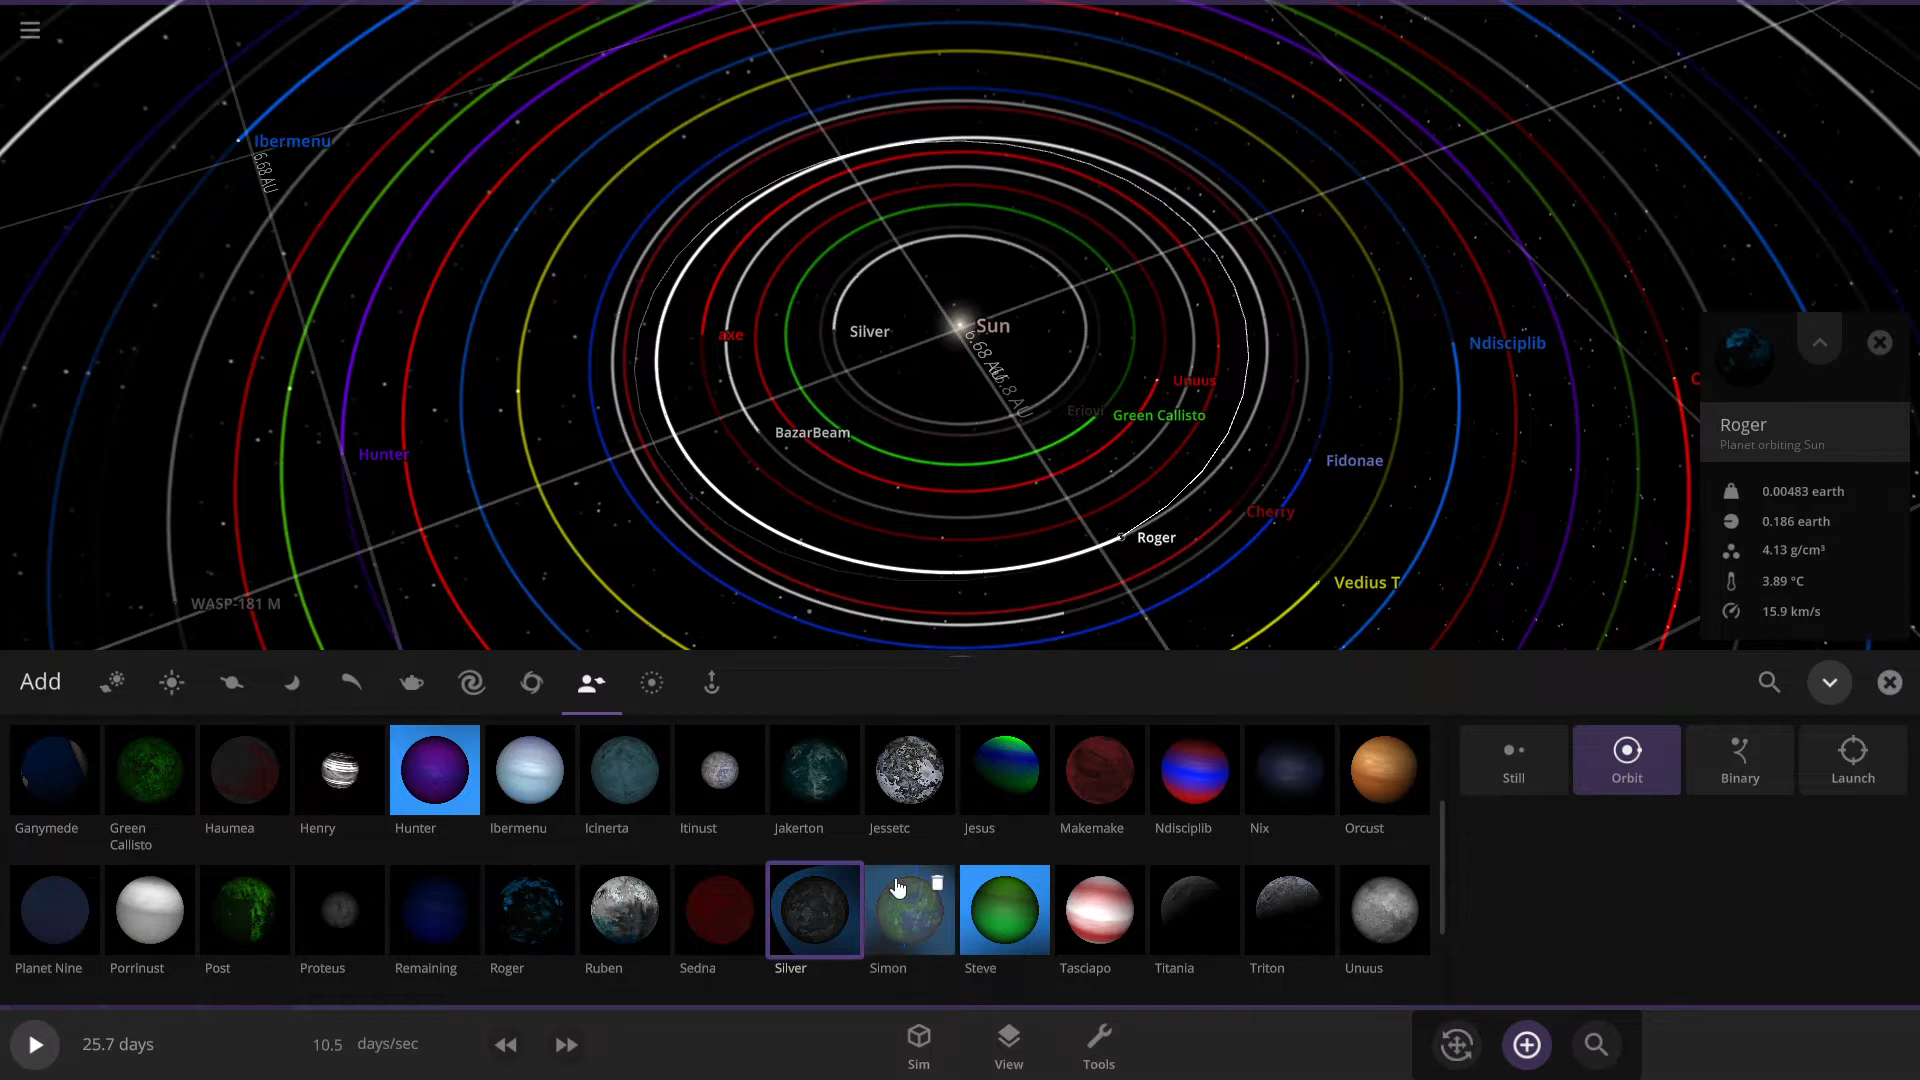 Ibermenu
6.68 AU
Silver
Sun
axe
6.68 AU
Ndisciplib
C
Unuus
Eriovi
Green Callisto
BazarBeam
Hunter
Fidonae
Cherry
Roger
Vedius T
WASP-181 M
Roger
Planet orbiting Sun
0.00483 earth
0.186 earth
4.13 g/cm³
3.89 °C
15.9 km/s
Add
Ganymede
Green
Callisto
Haumea
Henry
Hunter
Ibermenu
Icinerta
Itinust
Jakerton
Jessetc
Jesus
Makemake
Ndisciplib
Nix
Orcust
Still
Orbit
Binary
Launch
Planet Nine
Porrinust
Post
Proteus
Remaining
Roger
Ruben
Sedna
Silver
Simon
Steve
Tasciapo
Titania
Triton
Unuus
25.7 days
10.5 days/sec
Sim
View
Tools